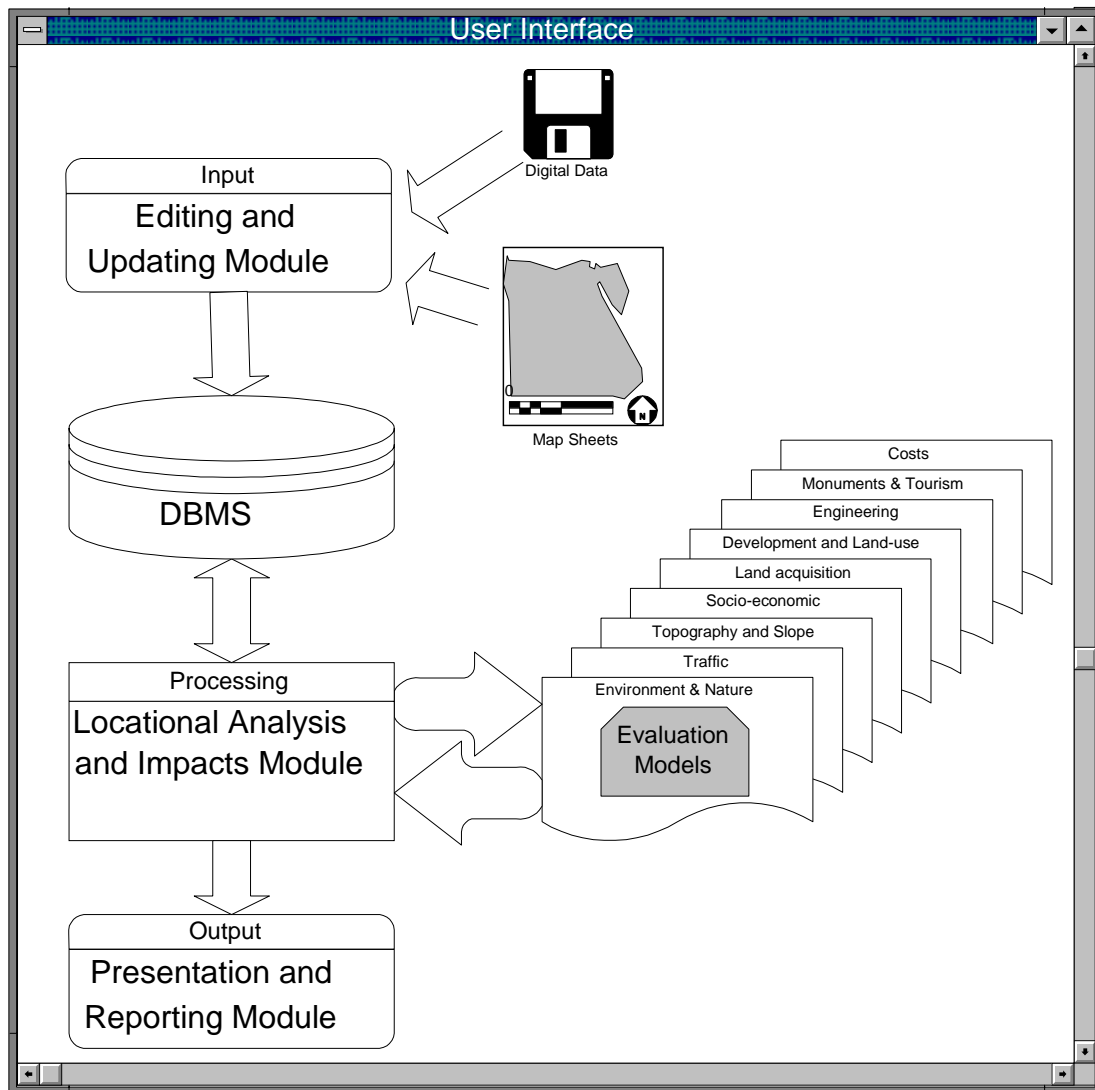 User Interface
Digital Data
Input
Editing and
Updating Module
0
N
Map Sheets
DBMS
Costs
Monuments & Tourism
Engineering
Development and Land-use
Land acquisition
Socio-economic
Topography and Slope
Traffic
Environment & Nature
Evaluation
Models
Processing
Locational Analysis
and Impacts Module
Output
Presentation and
Reporting Module